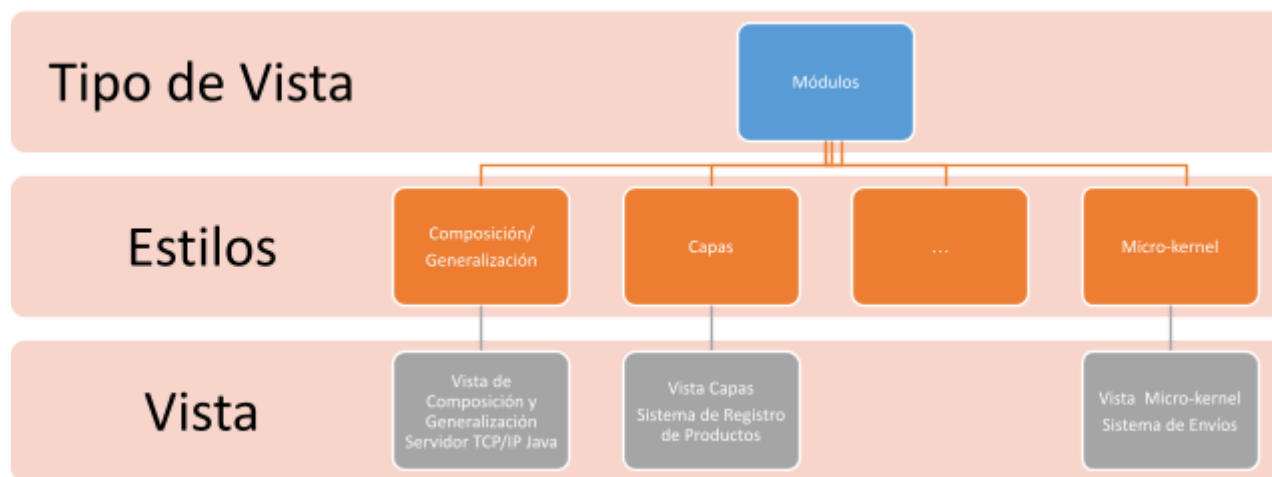 Tipo de Vista
Módulos
Estilos
Composición/
Generalización
Capas
...
Micro-kernel
Vista
Vista de
Composición y
Generalización
Servidor TCP/IP Java
Vista Capas
Sistema de Registro
de Productos
Vista Micro-kernel
Sistema de Envíos